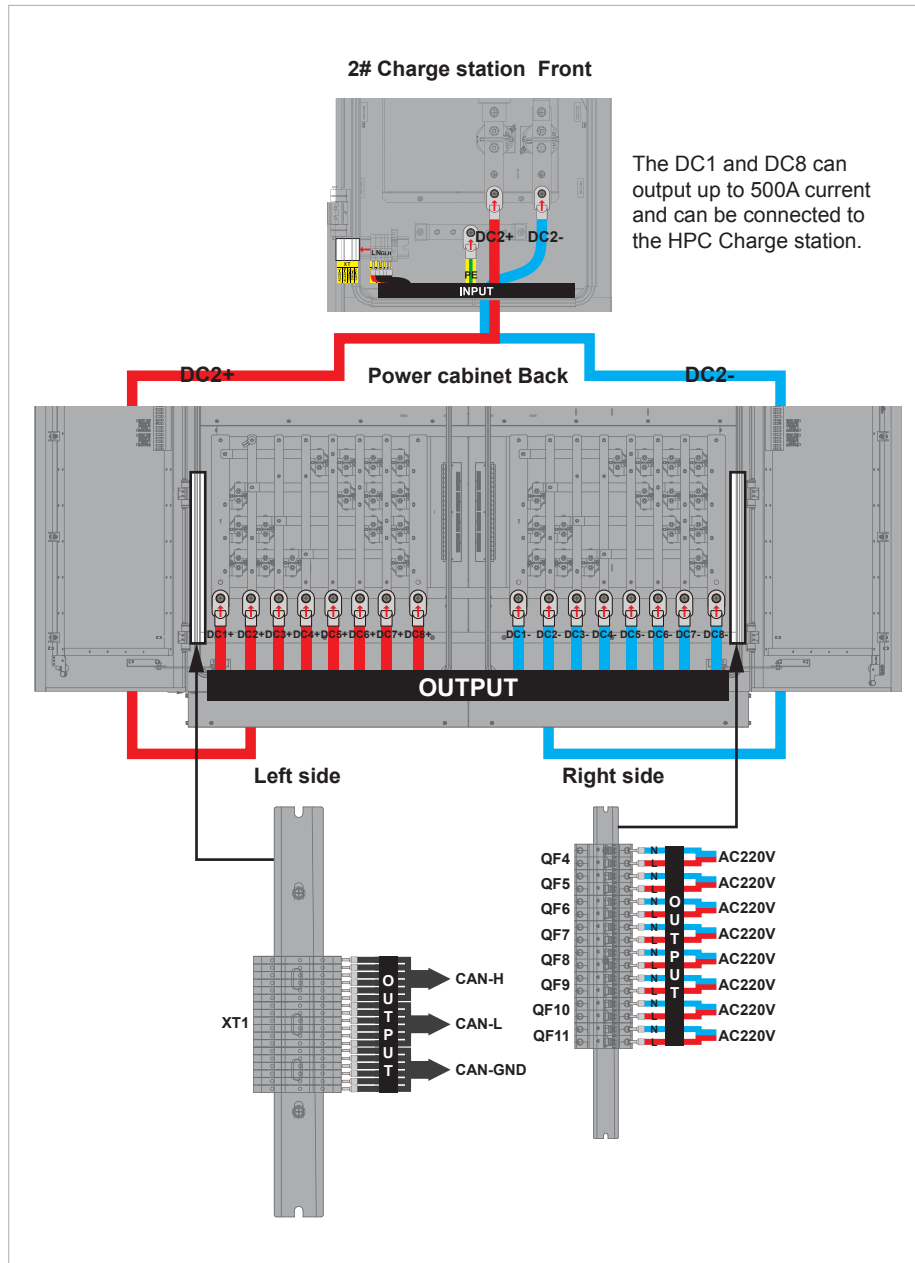 2# Charge station Front
The DC1 and DC8 can
output up to 500A current
and can be connected to
the HPC Charge station.
DC2+ DC2-
LNGLH
XT
PE
INPUT
DC2+ Power cabinet Back DC2-
DC1+ DC2+ DC3+ DC4+ DC5+ DC6+ DC7+ DC8+
DC1- DC2- DC3- DC4- DC5- DC6- DC7- DC8-
OUTPUT
Left side
Right side
XT1
OUTPUT
CAN-H
CAN-L
CAN-GND
OUTPUT
QF4 N L AC220V
QF5 N L AC220V
QF6 N L AC220V
QF7 N L AC220V
QF8 N L AC220V
QF9 N L AC220V
QF10 N L AC220V
QF11 N L AC220V